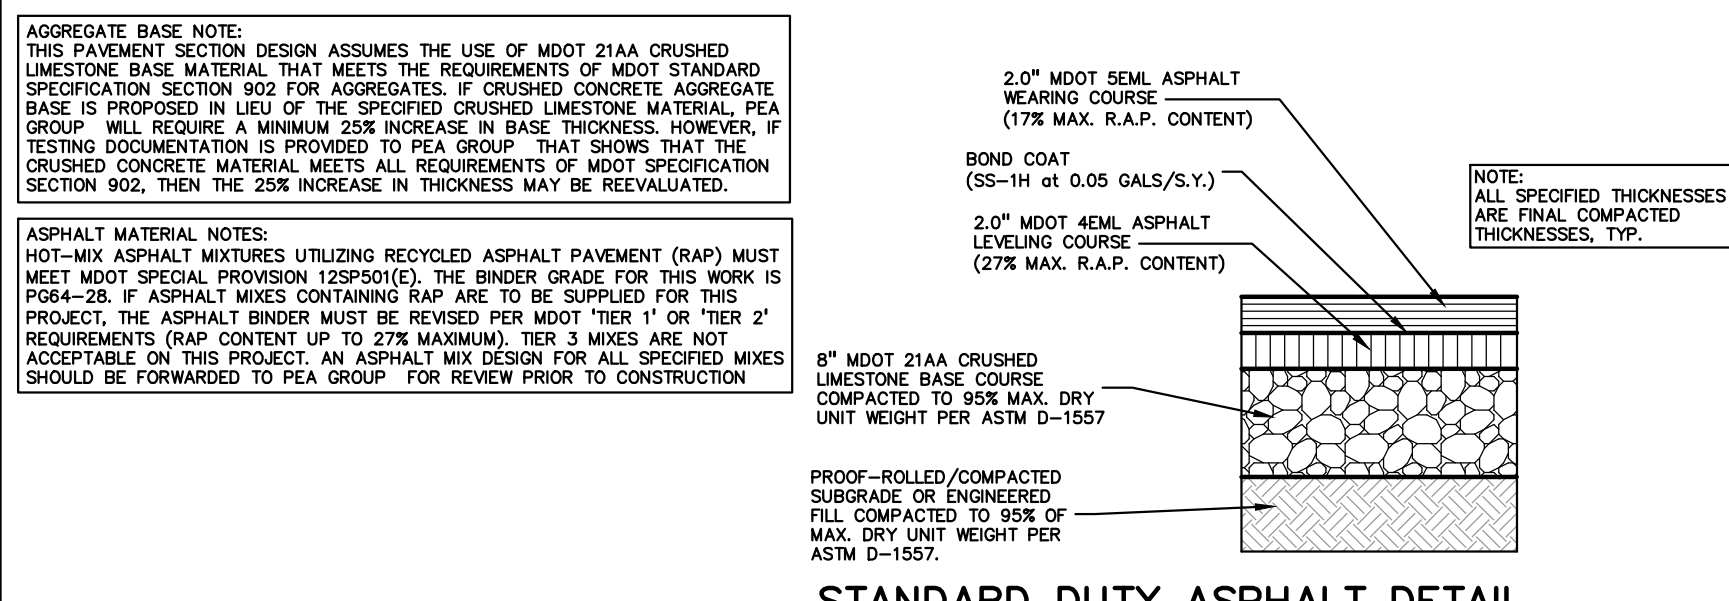 AGGREGATE BASE NOTE:
THIS PAVEMENT SECTION DESIGN ASSUMES THE USE OF MDOT 21AA CRUSHED
LIMESTONE BASE MATERIAL THAT MEETS THE REQUIREMENTS OF MDOT STANDARD
SPECIFICATION SECTION 902 FOR AGGREGATES. IF CRUSHED CONCRETE AGGREGATE
BASE IS PROPOSED IN LIEU OF THE SPECIFIED CRUSHED LIMESTONE MATERIAL, PEA
GROUP WILL REQUIRE A MINIMUM 25% INCREASE IN BASE THICKNESS. HOWEVER, IF
TESTING DOCUMENTATION IS PROVIDED TO PEA GROUP THAT SHOWS THAT THE
CRUSHED CONCRETE MATERIAL MEETS ALL REQUIREMENTS OF MDOT SPECIFICATION
SECTION 902, THEN THE 25% INCREASE IN THICKNESS MAY BE REEVALUATED.
ASPHALT MATERIAL NOTES:
HOT-MIX ASPHALT MIXTURES UTILIZING RECYCLED ASPHALT PAVEMENT (RAP) MUST
MEET MDOT SPECIAL PROVISION 12SP501(E). THE BINDER GRADE FOR THIS WORK IS
PG64-28. IF ASPHALT MIXES CONTAINING RAP ARE TO BE SUPPLIED FOR THIS
PROJECT, THE ASPHALT BINDER MUST BE REVISED PER MDOT 'TIER 1' OR 'TIER 2'
REQUIREMENTS (RAP CONTENT UP TO 27% MAXIMUM). TIER 3 MIXES ARE NOT
ACCEPTABLE ON THIS PROJECT. AN ASPHALT MIX DESIGN FOR ALL SPECIFIED MIXES
SHOULD BE FORWARDED TO PEA GROUP FOR REVIEW PRIOR TO CONSTRUCTION
2.0" MDOT 5EML ASPHALT
WEARING COURSE
(17% MAX. R.A.P. CONTENT)
BOND COAT
(SS-1H at 0.05 GALS/S.Y.)
2.0" MDOT 4EML ASPHALT
LEVELING COURSE
(27% MAX. R.A.P. CONTENT)
8" MDOT 21AA CRUSHED
LIMESTONE BASE COURSE
COMPACTED TO 95% MAX. DRY
UNIT WEIGHT PER ASTM D-1557
PROOF-ROLLED/COMPACTED
SUBGRADE OR ENGINEERED
FILL COMPACTED TO 95% OF
MAX. DRY UNIT WEIGHT PER
ASTM D-1557.
NOTE:
ALL SPECIFIED THICKNESSES
ARE FINAL COMPACTED
THICKNESSES, TYP.
STANDARD DUTY ASPHALT DETAIL